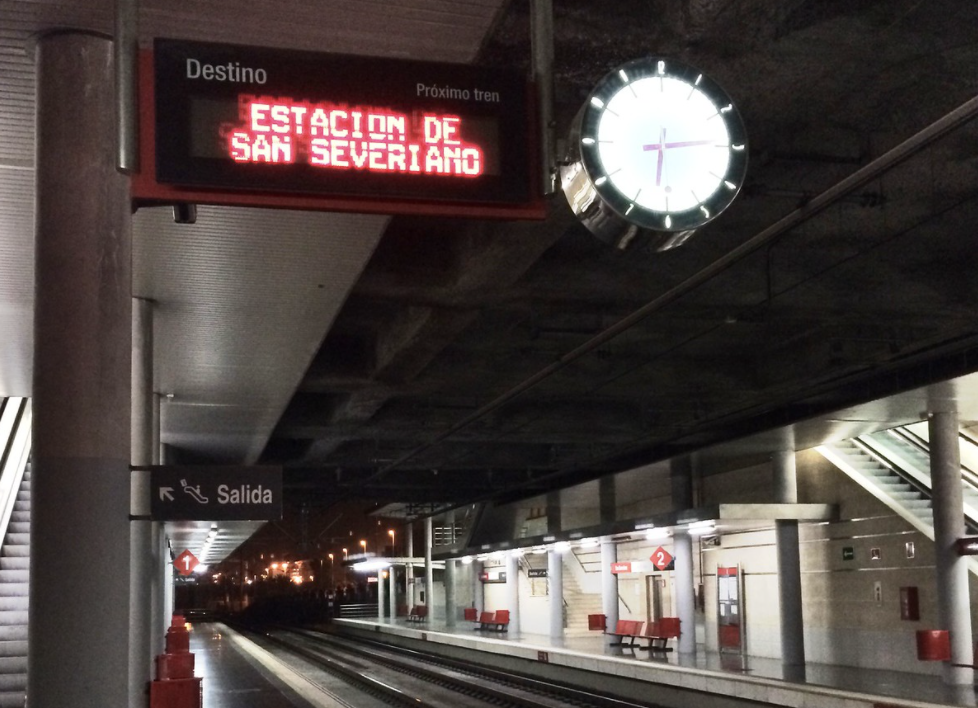 Destino
Próximo tren
ESTACION DE
SAN SEVERIANO
Salida
1
2